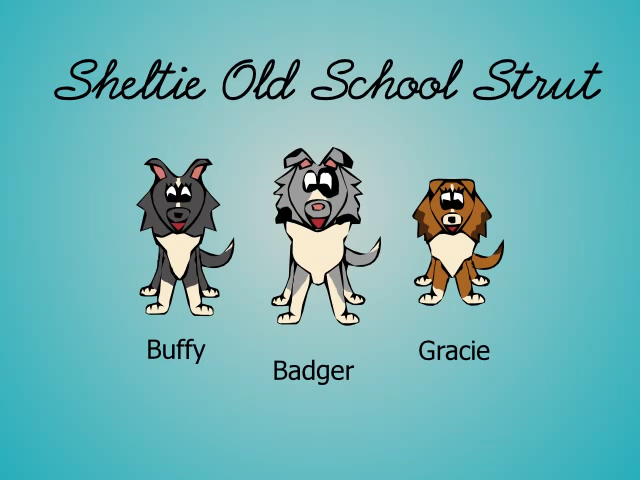 Sheltie Old School Strut
Buffy
Badger
Gracie